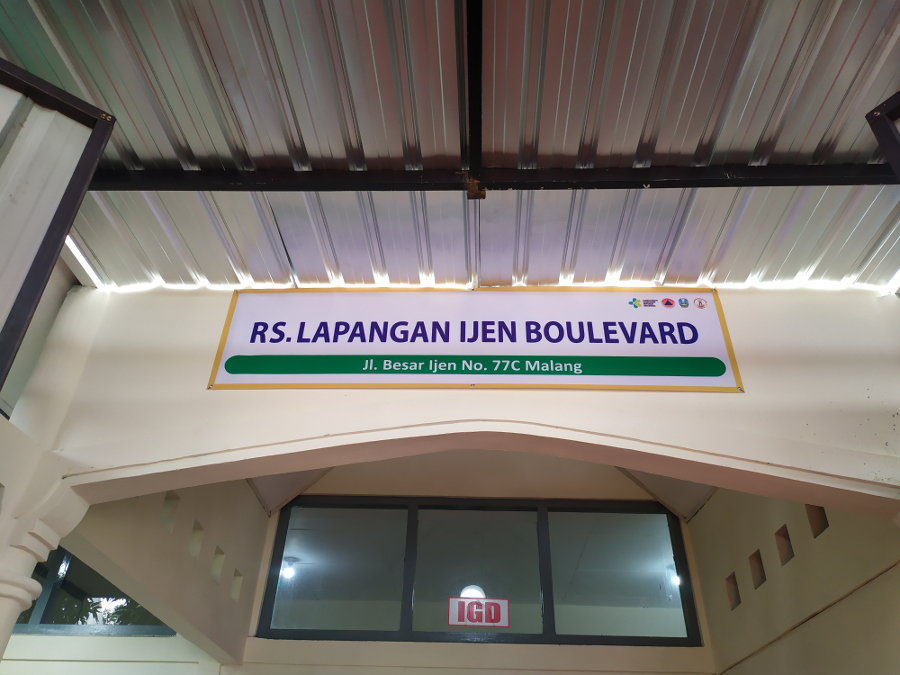 RS. LAPANGAN IJEN BOULEVARD
Jl. Besar Ijen No. 77C Malang
IGD